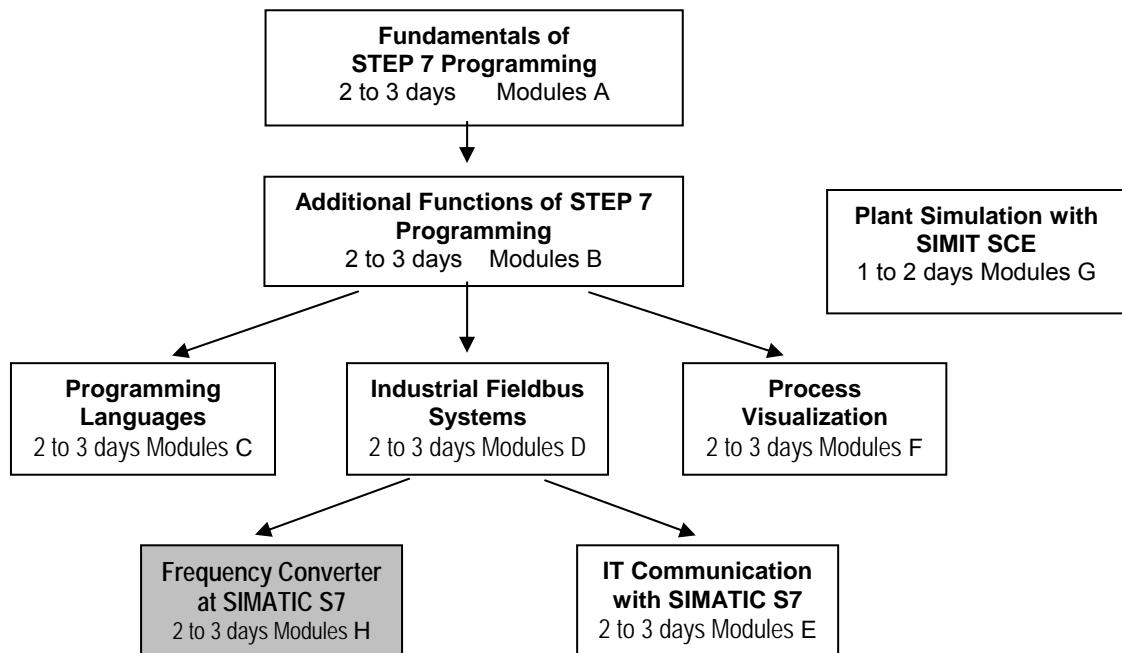 Fundamentals of
STEP 7 Programming
2 to 3 days Modules A
Additional Functions of STEP 7
Programming
2 to 3 days Modules B
Plant Simulation with
SIMIT SCE
1 to 2 days Modules G
Programming
Languages
2 to 3 days Modules C
Industrial Fieldbus
Systems
2 to 3 days Modules D
Process
Visualization
2 to 3 days Modules F
Frequency Converter
at SIMATIC S7
2 to 3 days Modules H
IT Communication
with SIMATIC S7
2 to 3 days Modules E